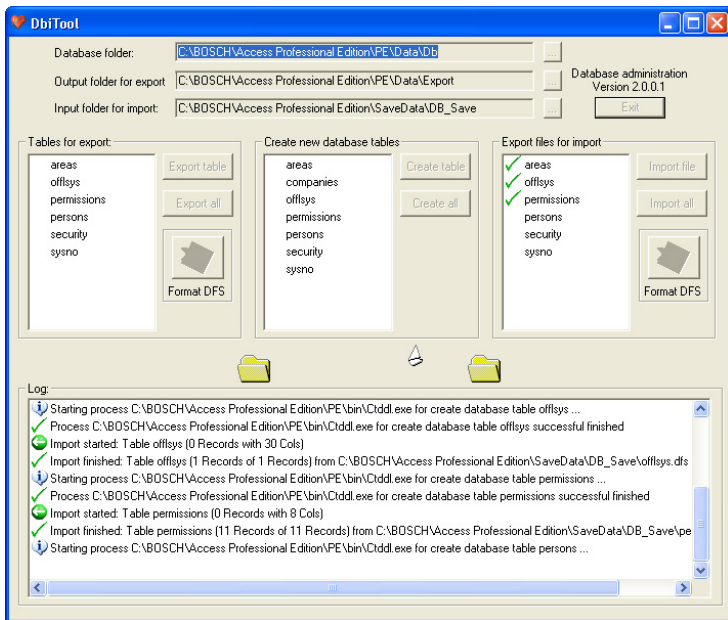 DbiTool
Database folder: C:\BOSCH\Access Professional Edition\PE\Data\Db ...
Output folder for export C:\BOSCH\Access Professional Edition\PE\Data\Export ...
Input folder for import: C:\BOSCH\Access Professional Edition\SaveData\DB_Save ...
Database administration
Version 2.0.0.1
Exit
Tables for export:
areas
offlsys
permissions
persons
security
sysno
Export table
Export all
Format DFS
Create new database tables
areas
companies
offlsys
permissions
persons
security
sysno
Create table
Create all
Export files for import
areas
offlsys
permissions
persons
security
sysno
Import file
Import all
Format DFS
Log:
Starting process C:\BOSCH\Access Professional Edition\PE\bin\Ctddl.exe for create database table offlsys ...
Process C:\BOSCH\Access Professional Edition\PE\bin\Ctddl.exe for create database table offlsys successful finished
Import started: Table offlsys (0 Records with 30 Cols)
Import finished: Table offlsys (1 Records of 1 Records) from C:\BOSCH\Access Professional Edition\SaveData\DB_Save\offlsys.dfs
Starting process C:\BOSCH\Access Professional Edition\PE\bin\Ctddl.exe for create database table permissions ...
Process C:\BOSCH\Access Professional Edition\PE\bin\Ctddl.exe for create database table permissions successful finished
Import started: Table permissions (0 Records with 8 Cols)
Import finished: Table permissions (11 Records of 11 Records) from C:\BOSCH\Access Professional Edition\SaveData\DB_Save\pe
Starting process C:\BOSCH\Access Professional Edition\PE\bin\Ctddl.exe for create database table persons ...